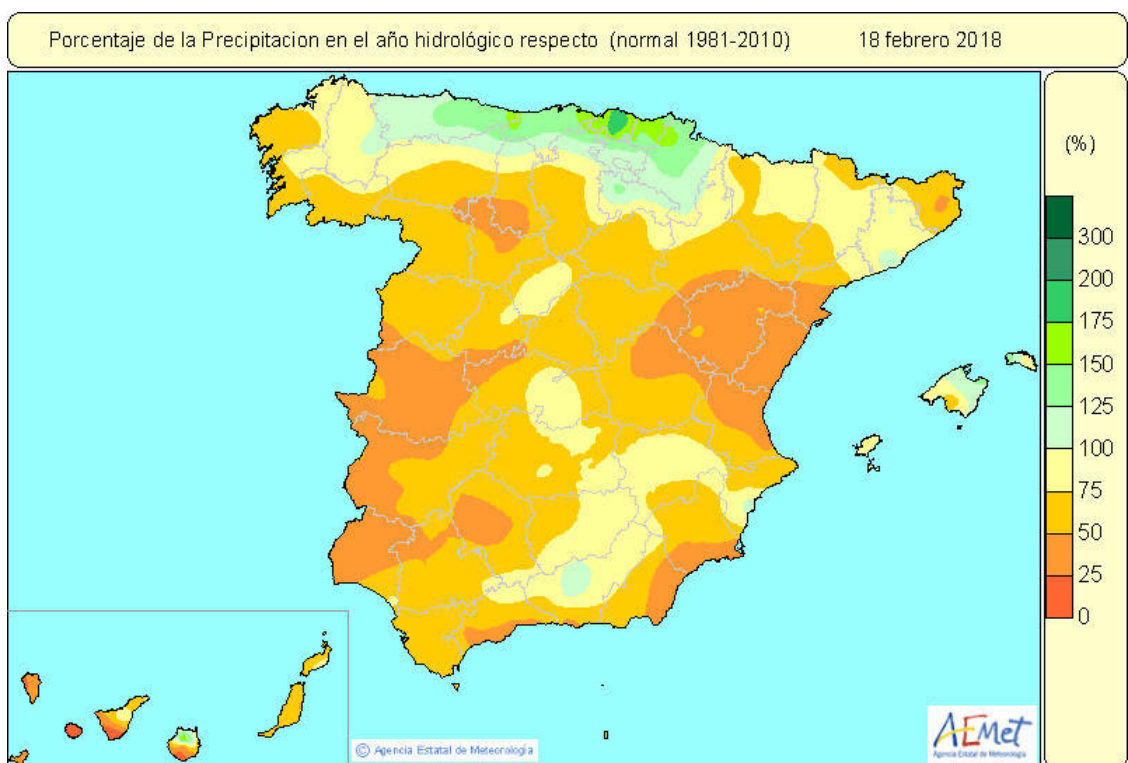 Porcentaje de la Precipitacion en el año hidrológico respecto (normal 1981-2010) 18 febrero 2018
(%)
300
200
175
150
125
100
75
50
25
0
© Agencia Estatal de Meteorología
AEMet
Agencia Estatal de Meteorología